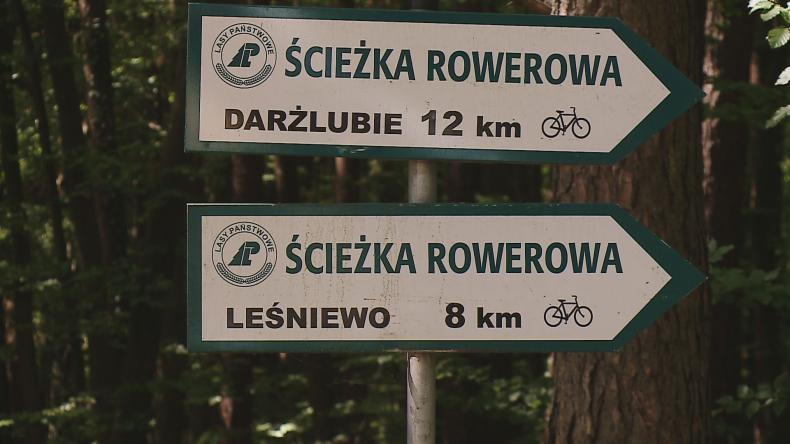 LASY PAŃSTWOWE
ŚCIEŻKA ROWEROWA
DARŻLUBIE 12 km
LASY PAŃSTWOWE
ŚCIEŻKA ROWEROWA
LEŚNIEWO 8 km